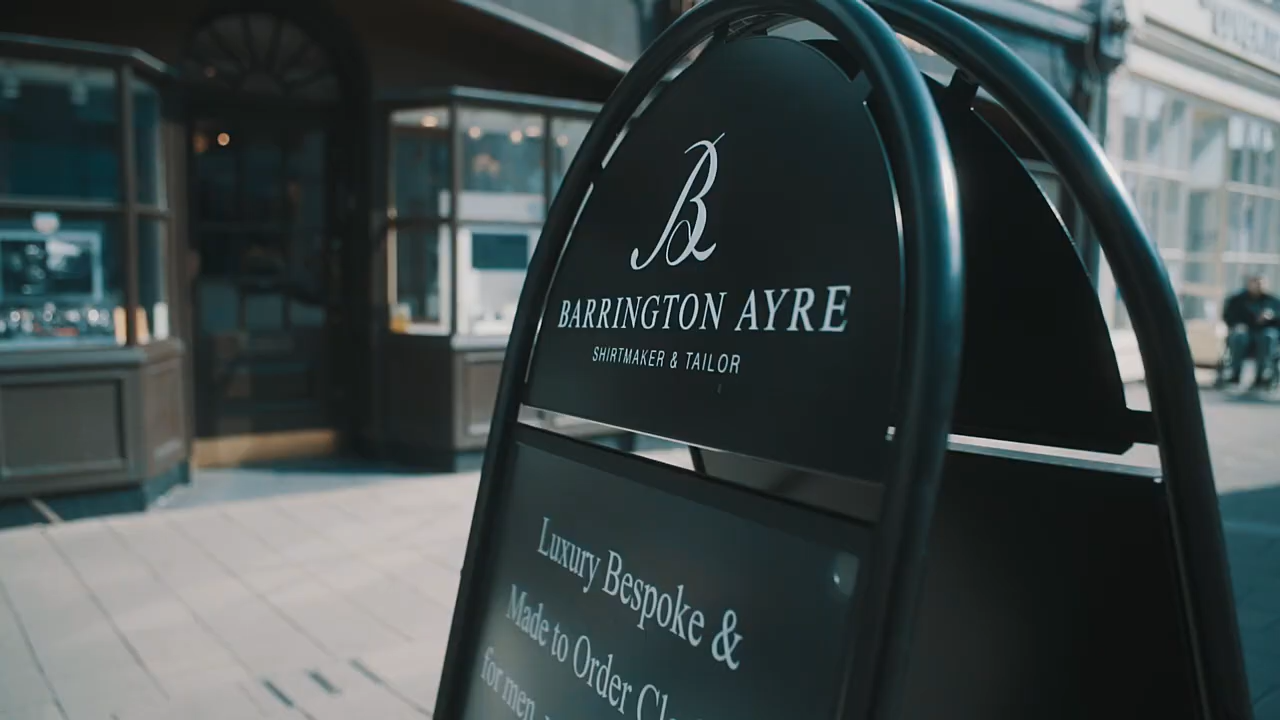 B
BARRINGTON AYRE
SHIRTMAKER & TAILOR
Luxury Bespoke &
Made to Order
for men